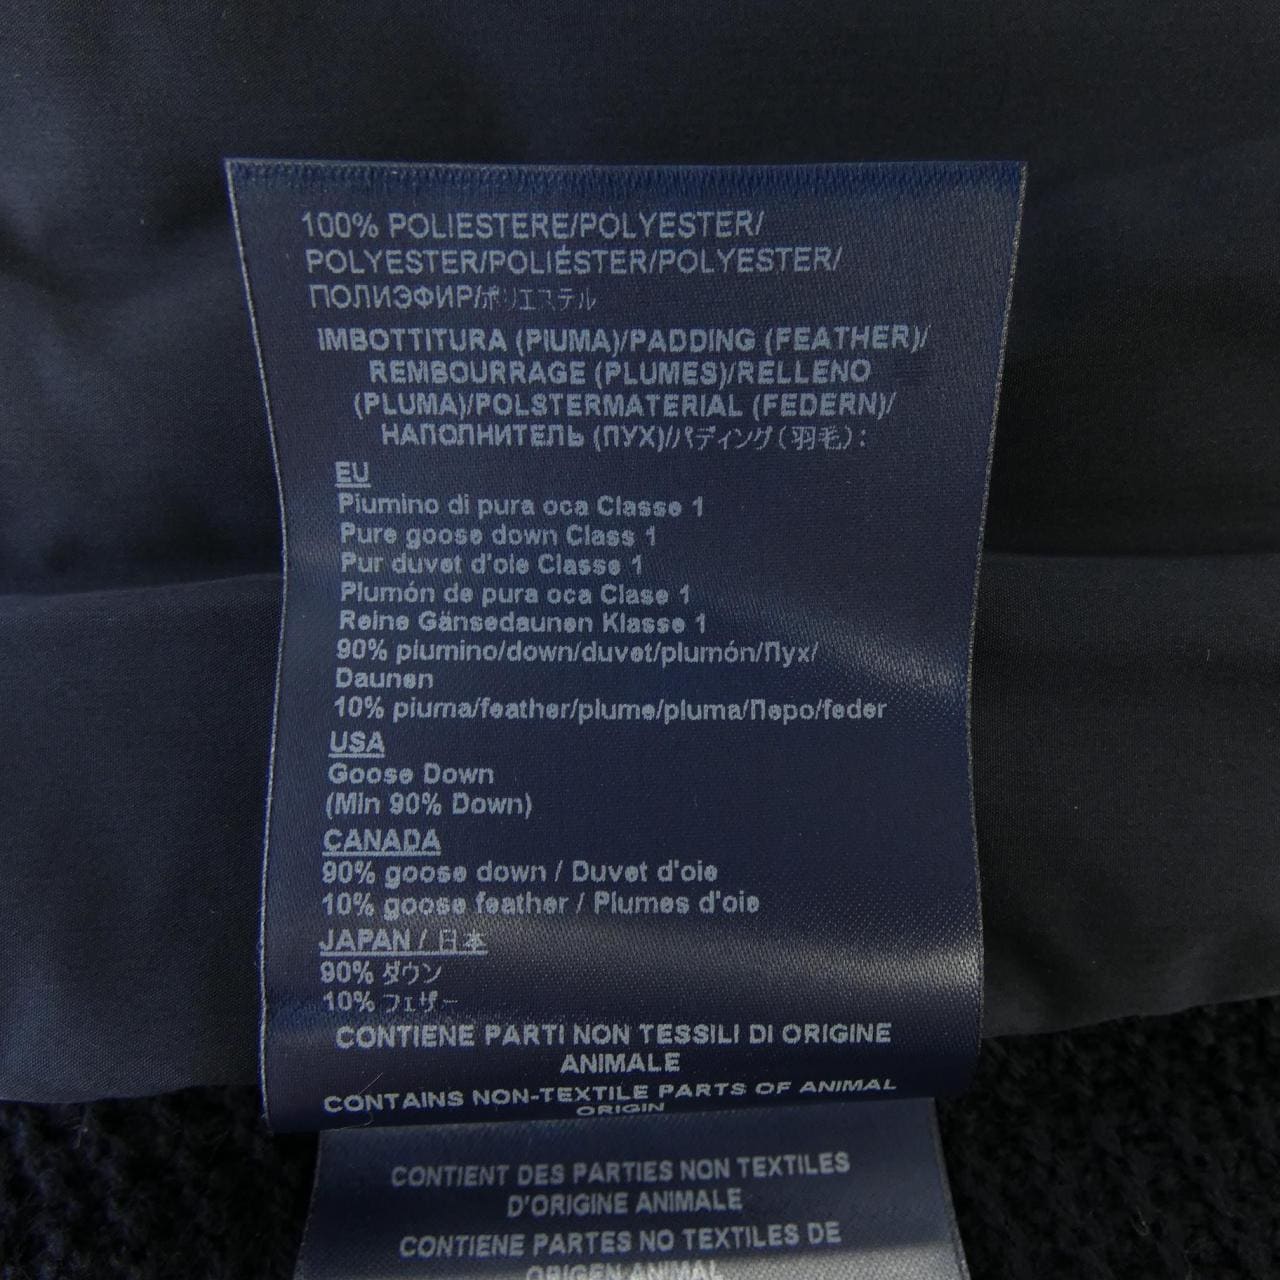 100% POLIESTERE/POLYESTER/
POLYESTER/POLIÉSTER/POLYESTER/
ПОЛИЭФИР/ポリエステル
IMBOTTITURA (PIUMA)/PADDING (FEATHER)/
REMBOURRAGE (PLUMES)/RELLENO
(PLUMA)/POLSTERMATERIAL (FEDERN)/
НАПОЛНИТЕЛЬ (ПУХ)/パディング(羽毛):
EU
Piumino di pura oca Classe 1
Pure goose down Class 1
Pur duvet d'oie Classe 1
Plumón de pura oca Clase 1
Reine Gänsedaunen Klasse 1
90% piumino/down/duvet/plumón/Пух/
Daunen
10% piuma/feather/plume/pluma/Перо/feder
USA
Goose Down
(Min 90% Down)
CANADA
90% goose down / Duvet d'oie
10% goose feather / Plumes d'oie
JAPAN / 日本
90% ダウン
10% フェザー
CONTIENE PARTI NON TESSILI DI ORIGINE
ANIMALE
CONTAINS NON-TEXTILE PARTS OF ANIMAL
ORIGIN
CONTIENT DES PARTIES NON TEXTILES
D'ORIGINE ANIMALE
CONTIENE PARTES NO TEXTILES DE
ORIGEN ANIMAL